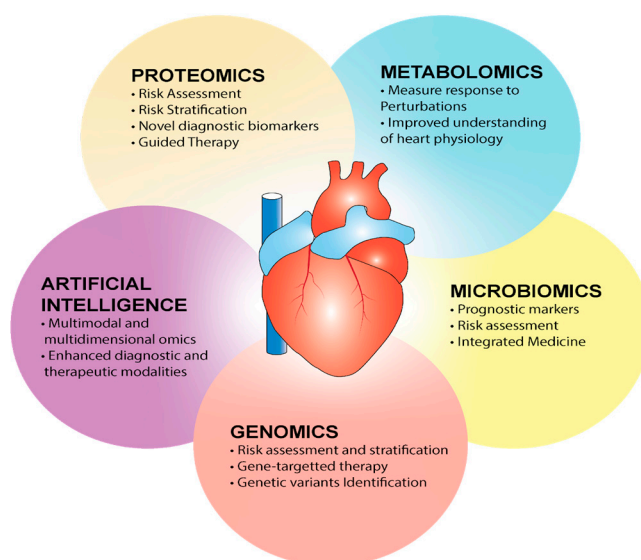 PROTEOMICS
• Risk Assessment
• Risk Stratification
• Novel diagnostic biomarkers
• Guided Therapy
METABOLOMICS
• Measure response to
Perturbations
• Improved understanding
of heart physiology
ARTIFICIAL
INTELLIGENCE
• Multimodal and
multidimensional omics
• Enhanced diagnostic and
therapeutic modalities
MICROBIOMICS
• Prognostic markers
• Risk assessment
• Integrated Medicine
GENOMICS
• Risk assessment and stratification
• Gene-targetted therapy
• Genetic variants Identification